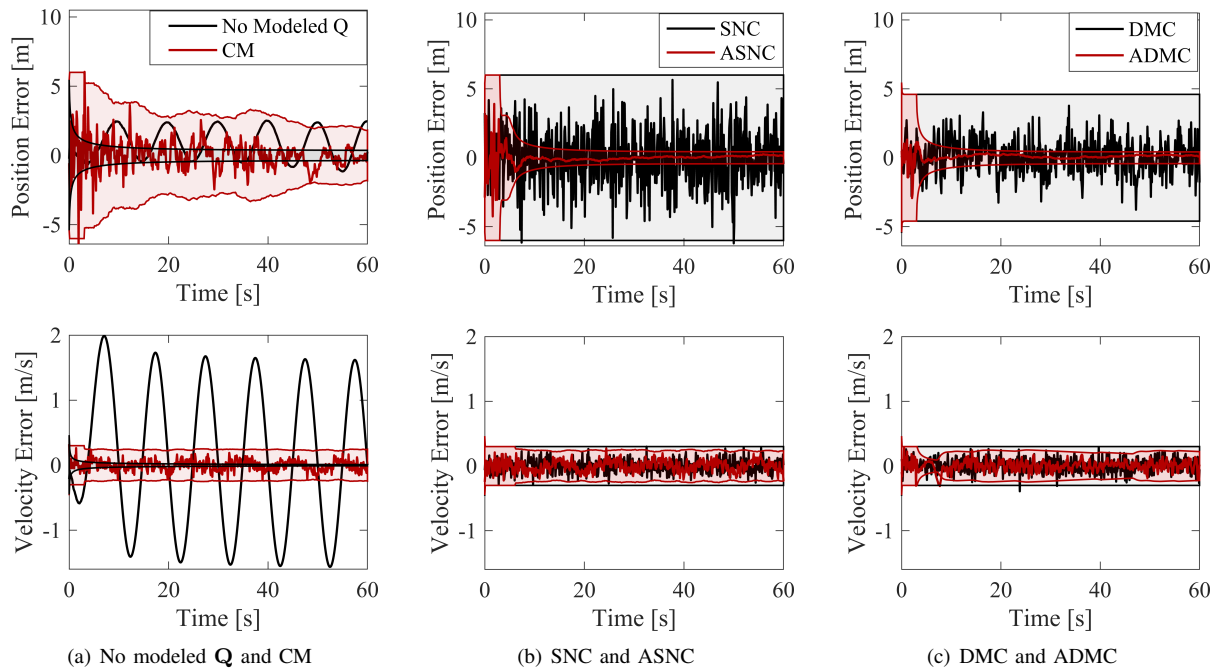 10
5
0
-5
Position Error [m]
No Modeled Q
CM
0 20 40 60
Time [s]
10
5
0
-5
Position Error [m]
SNC
ASNC
0 20 40 60
Time [s]
10
5
0
-5
Position Error [m]
DMC
ADMC
0 20 40 60
Time [s]
2
1
0
-1
Velocity Error [m/s]
0 20 40 60
Time [s]
2
1
0
-1
Velocity Error [m/s]
0 20 40 60
Time [s]
2
1
0
-1
Velocity Error [m/s]
0 20 40 60
Time [s]
(a) No modeled Q and CM
(b) SNC and ASNC
(c) DMC and ADMC